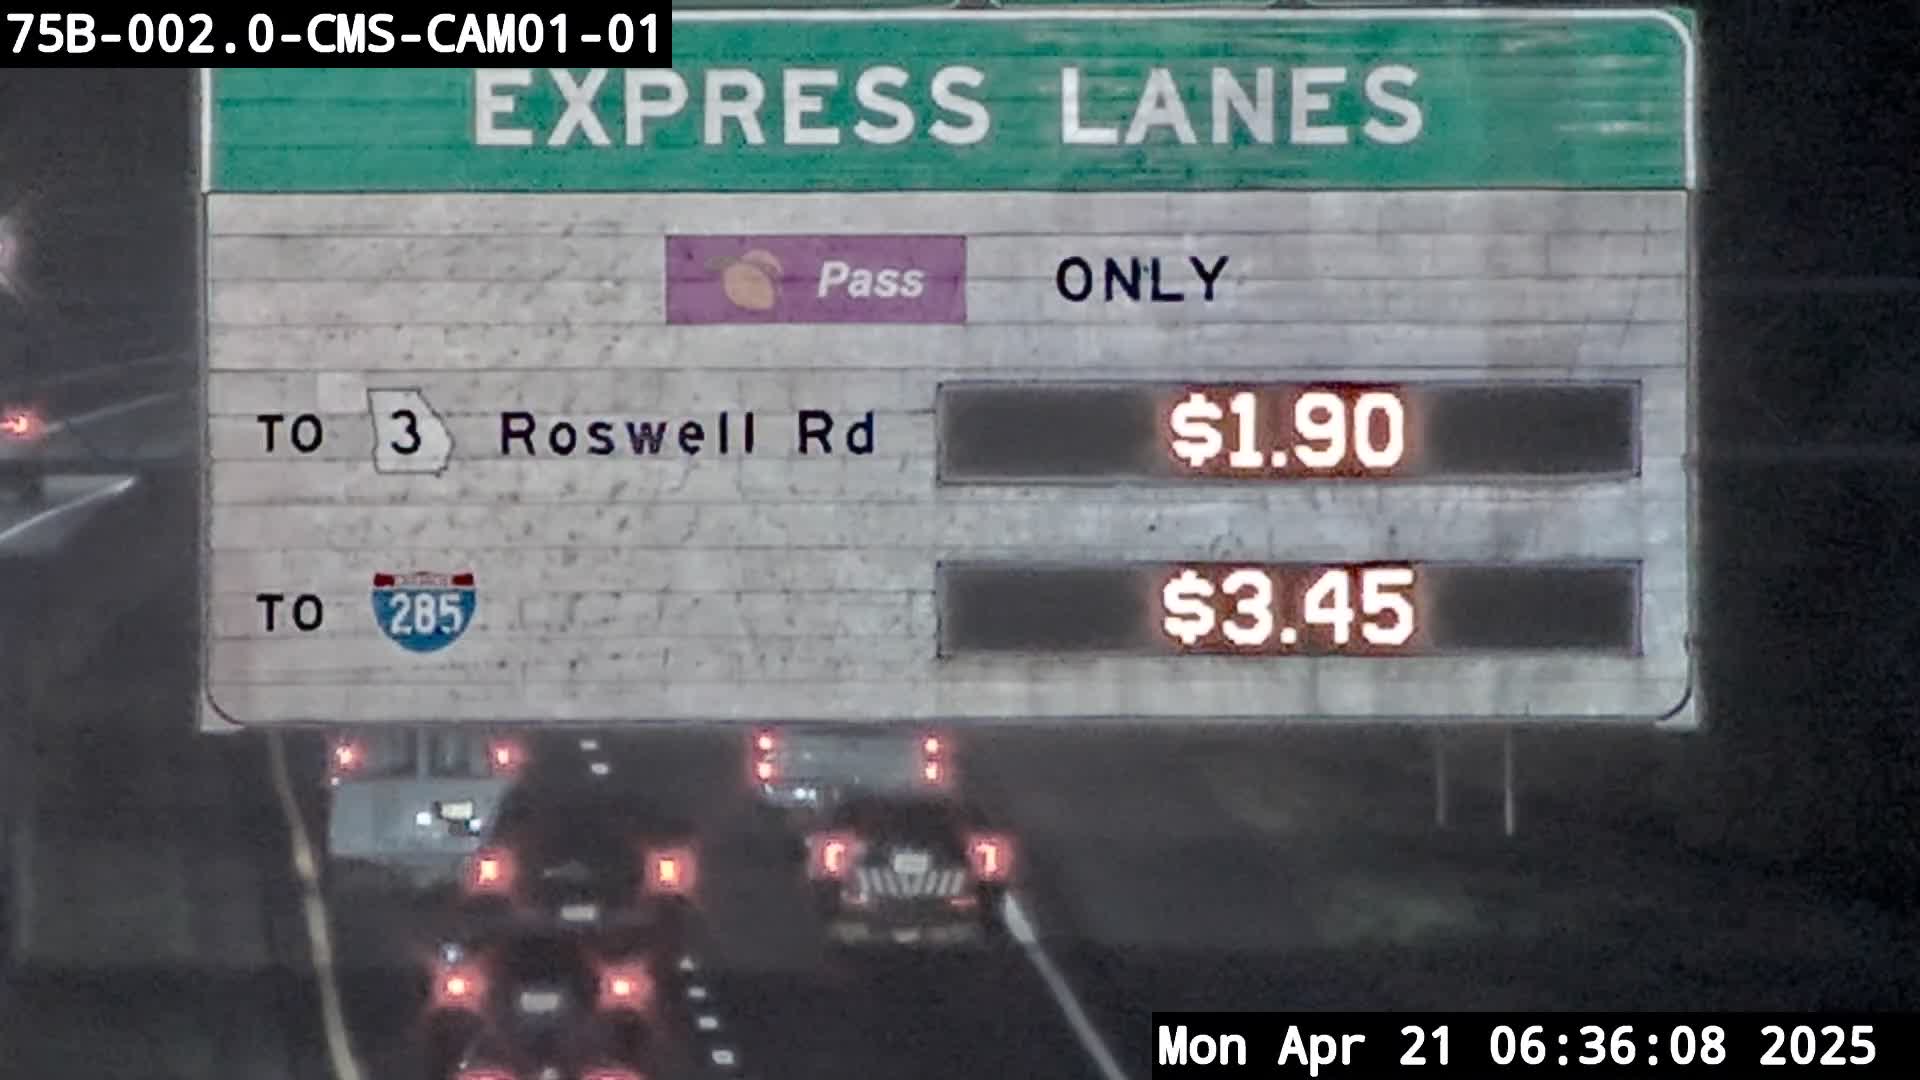 75B-002.0-CMS-CAM01-01
EXPRESS LANES
Pass ONLY
TO 3 Roswell Rd $1.90
TO 285 $3.45
Mon Apr 21 06:36:08 2025